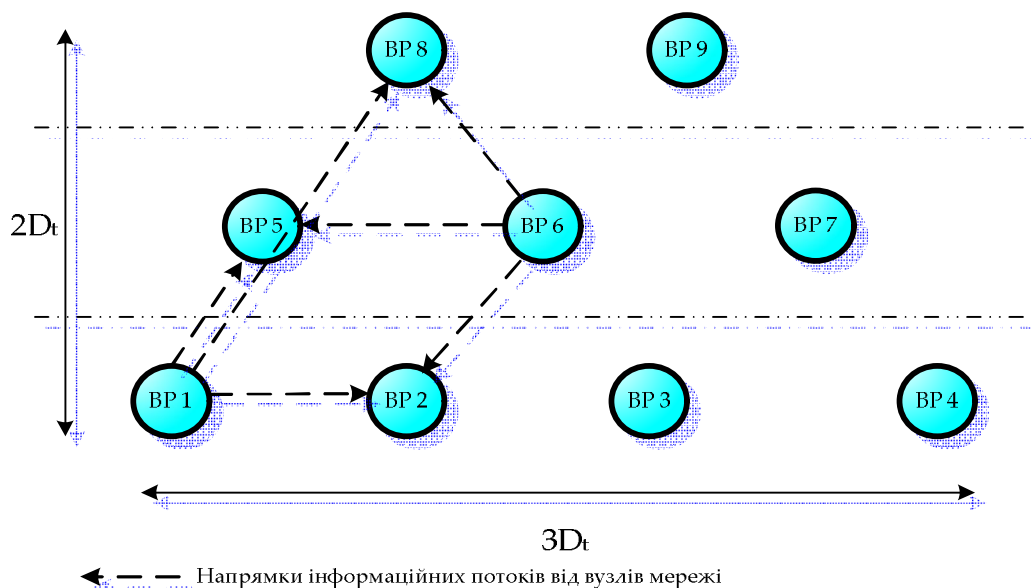 ВР 8
ВР 9
2Dₜ
ВР 5
ВР 6
ВР 7
ВР 1
ВР 2
ВР 3
ВР 4
3Dₜ
Напрямки інформаційних потоків від вузлів мережі